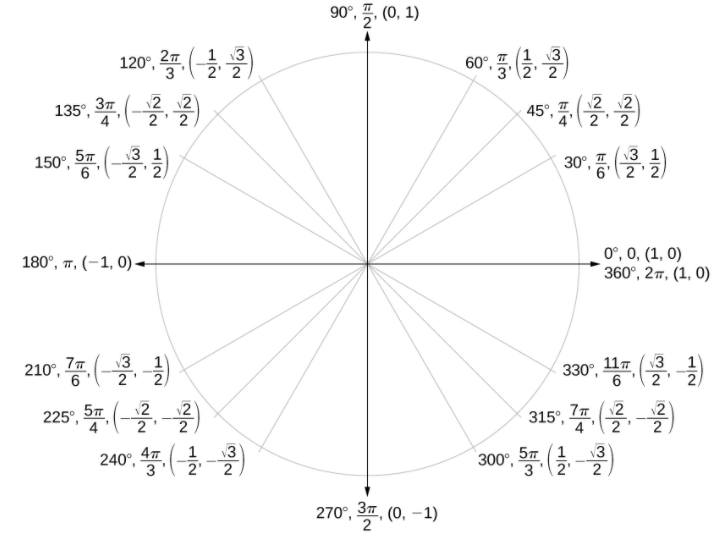 90°, π/2, (0, 1)
120°, 2π/3, (−1/2, √3/2)
60°, π/3, (1/2, √3/2)
135°, 3π/4, (−√2/2, √2/2)
45°, π/4, (√2/2, √2/2)
150°, 5π/6, (−√3/2, 1/2)
30°, π/6, (√3/2, 1/2)
180°, π, (−1, 0)
0°, 0, (1, 0)
360°, 2π, (1, 0)
210°, 7π/6, (−√3/2, −1/2)
330°, 11π/6, (√3/2, −1/2)
225°, 5π/4, (−√2/2, −√2/2)
315°, 7π/4, (√2/2, −√2/2)
240°, 4π/3, (−1/2, −√3/2)
300°, 5π/3, (1/2, −√3/2)
270°, 3π/2, (0, −1)